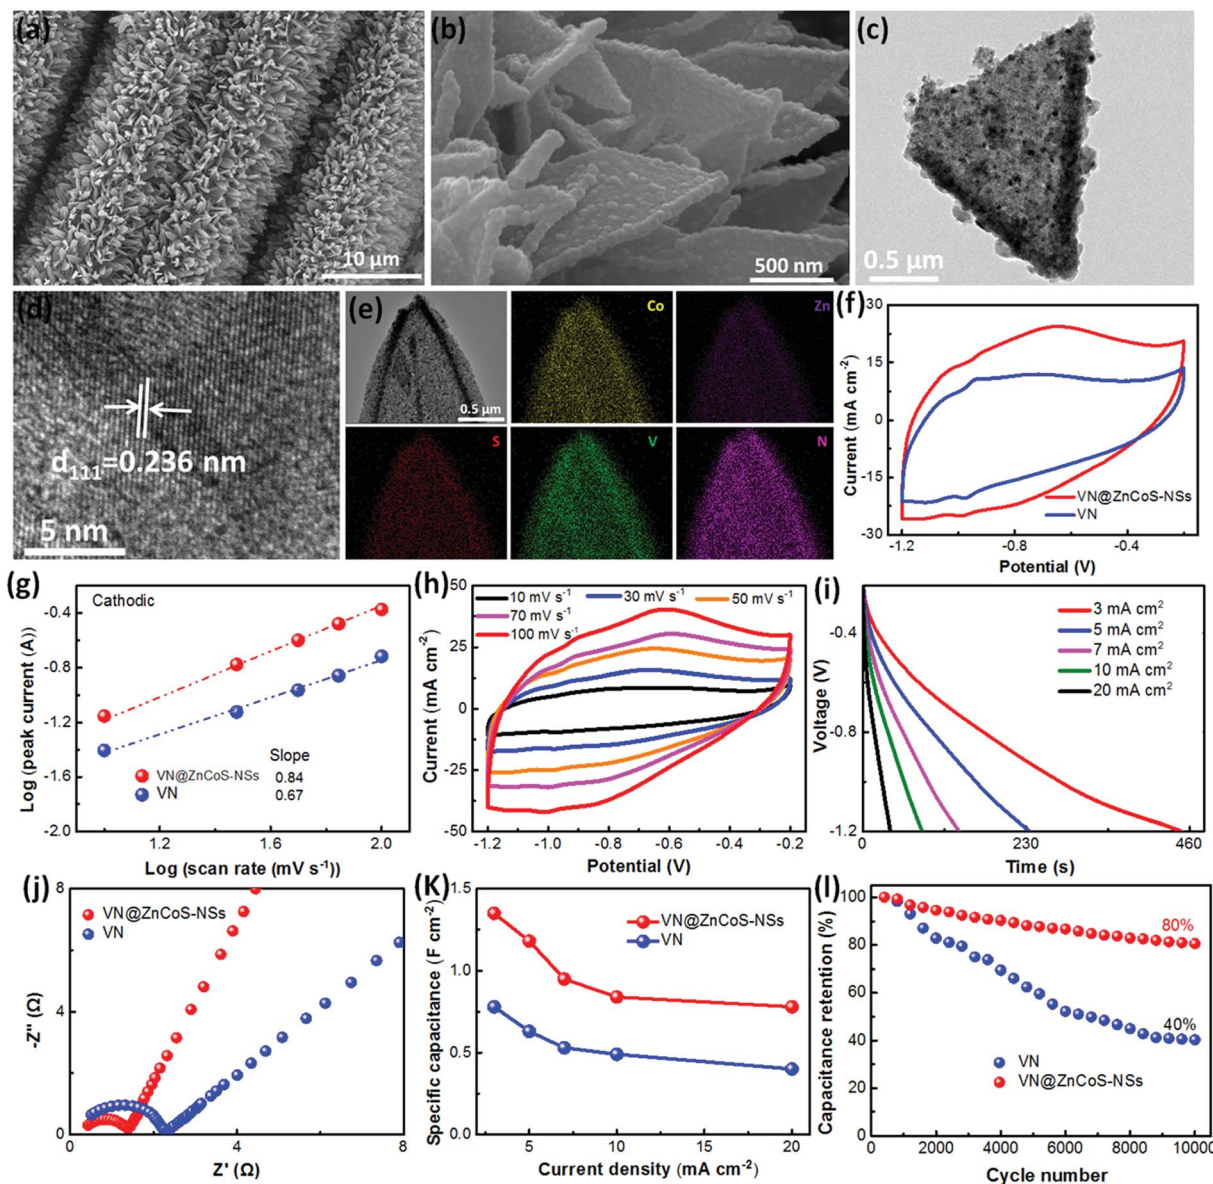 (a)
10 µm
(b)
500 nm
(c)
0.5 µm
(d)
d111=0.236 nm
5 nm
(e)
0.5 µm
Co
Zn
S
V
N
(f)
Current (mA cm-2)
30
15
0
-15
-30
VN@ZnCoS-NSs
VN
-1.2
-0.8
-0.4
Potential (V)
(g)
Cathodic
Log (peak current (A))
-0.4
-0.8
-1.2
-1.6
-2.0
Slope
VN@ZnCoS-NSs 0.84
VN 0.67
1.2
1.6
2.0
Log (scan rate (mV s-1))
(h)
Current (mA cm-2)
50
25
0
-25
-50
10 mV s-1 30 mV s-1 50 mV s-1
70 mV s-1
100 mV s-1
-1.2
-1.0
-0.8
-0.6
-0.4
-0.2
Potential (V)
(i)
Voltage (V)
-0.4
-0.8
-1.2
3 mA cm2
5 mA cm2
7 mA cm2
10 mA cm2
20 mA cm2
0
230
460
Time (s)
(j)
-Z'' (Ω)
8
4
0
VN@ZnCoS-NSs
VN
0
4
8
Z' (Ω)
(K)
Specific capacitance (F cm-2)
1.5
1.0
0.5
0.0
VN@ZnCoS-NSs
VN
5
10
15
20
Current density (mA cm-2)
(l)
Capacitance retention (%)
100
80
60
40
20
0
80%
40%
VN
VN@ZnCoS-NSs
0
2000
4000
6000
8000
10000
Cycle number